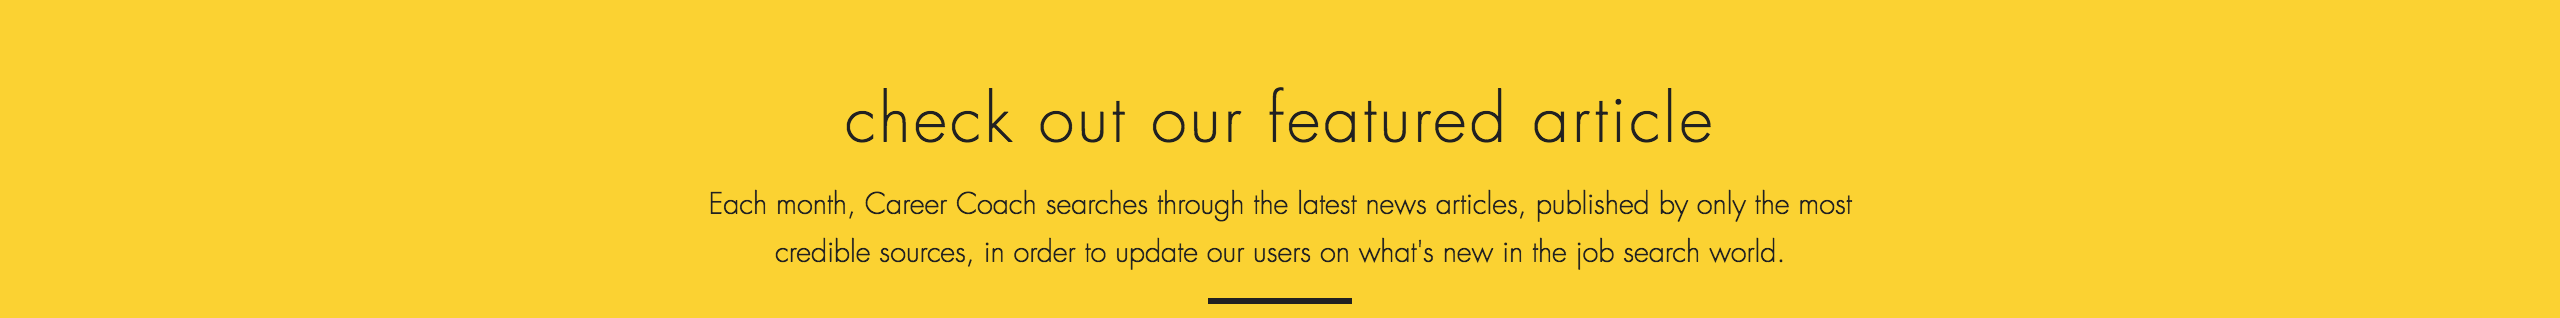 check out our featured article
Each month, Career Coach searches through the latest news articles, published by only the most
credible sources, in order to update our users on what's new in the job search world.